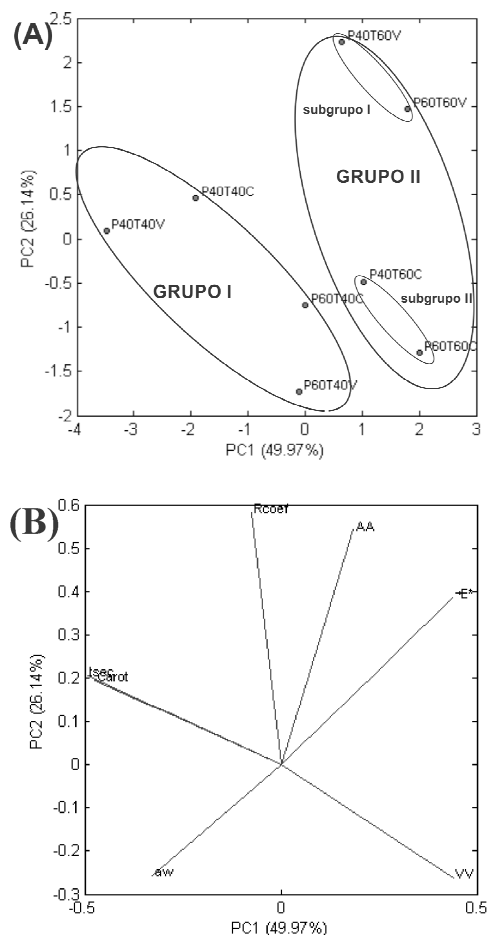 (A)
2.5
2
1.5
1
0.5
0
-0.5
-1
-1.5
-2
PC2 (26.14%)
P40T60V
P60T60V
subgrupo I
GRUPO II
P40T40C
P40T40V
GRUPO I
P40T60C
subgrupo II
P60T40C
P60T60C
P60T40V
-4 -3 -2 -1 0 1 2 3
PC1 (49.97%)
(B)
0.6
0.5
0.4
0.3
0.2
0.1
0
-0.1
-0.2
-0.3
PC2 (26.14%)
Rcoef
AA
E*
tsec
Carot
aw
VV
-0.5 0 0.5
PC1 (49.97%)